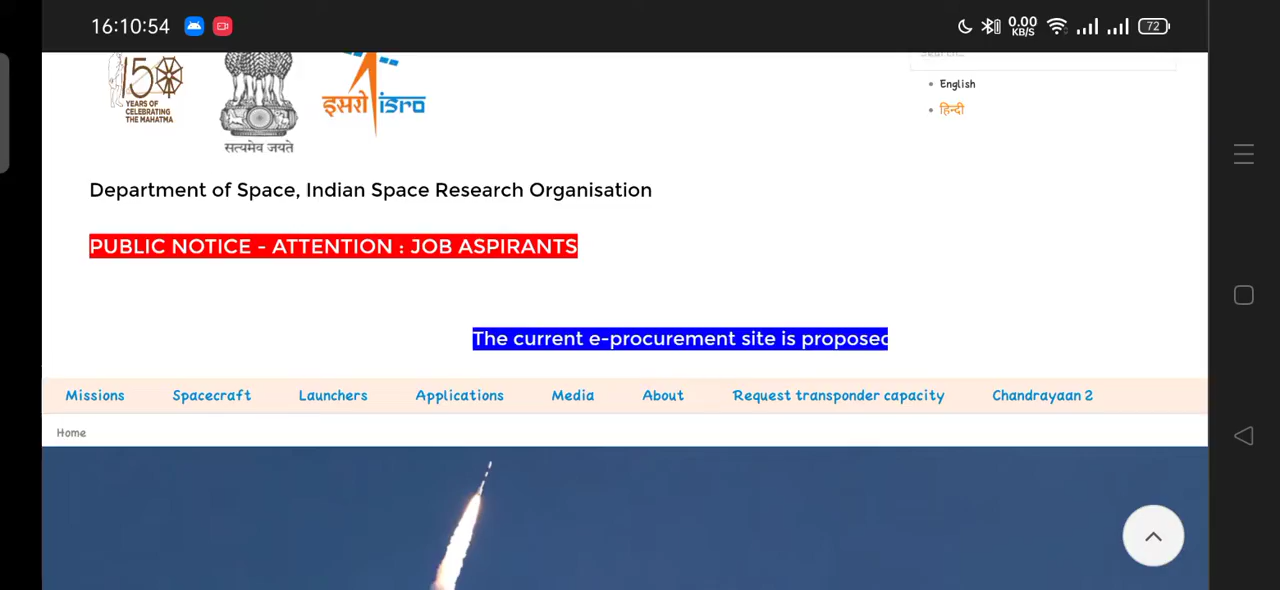 16:10:54
0.00
KB/S
72
Search...
150
YEARS OF
CELEBRATING
THE MAHATMA
सत्यमेव जयते
इसरो isro
English
हिन्दी
Department of Space, Indian Space Research Organisation
PUBLIC NOTICE - ATTENTION : JOB ASPIRANTS
The current e-procurement site is proposed
Missions Spacecraft Launchers Applications Media About Request transponder capacity Chandrayaan 2
Home